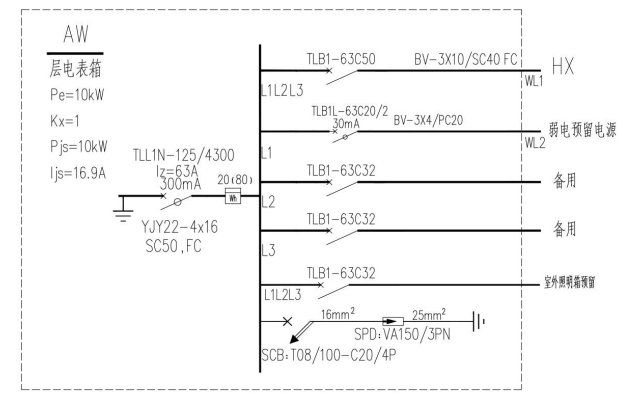 AW
层电表箱
Pe=10kW
Kx=1
Pjs=10kW
Ijs=16.9A
TLL1N-125/4300
Iz=63A
300mA
20(80)
Wh
YJY22-4x16
SC50,FC
TLB1-63C50
BV-3X10/SC40 FC
WL1
HX
L1L2L3
TLB1L-63C20/2
30mA
BV-3X4/PC20
WL2
弱电预留电源
L1
TLB1-63C32
备用
L2
TLB1-63C32
备用
L3
TLB1-63C32
室外照明箱预留
L1L2L3
16mm²
25mm²
SPD:VA150/3PN
SCB:T08/100-C20/4P